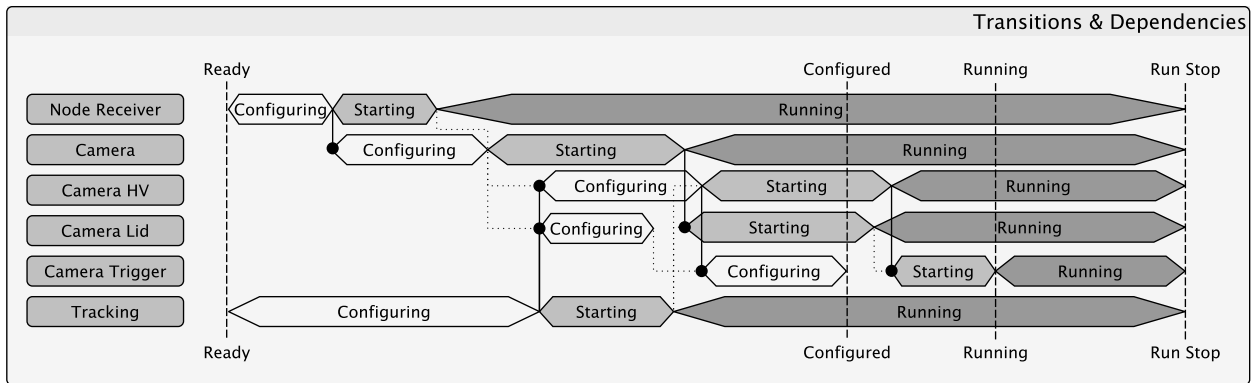 Transitions & Dependencies
Ready Configured Running Run Stop
Node Receiver Configuring Starting Running
Camera Configuring Starting Running
Camera HV Configuring Starting Running
Camera Lid Configuring Starting Running
Camera Trigger Configuring Starting Running
Tracking Configuring Starting Running
Ready Configured Running Run Stop